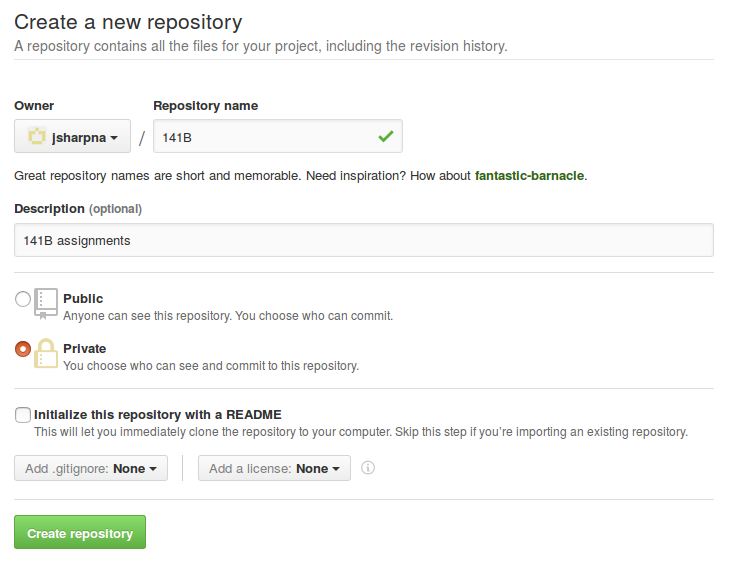 Create a new repository
A repository contains all the files for your project, including the revision history.
Owner Repository name
jsharpna / 141B
Great repository names are short and memorable. Need inspiration? How about fantastic-barnacle.
Description (optional)
141B assignments
Public
Anyone can see this repository. You choose who can commit.
Private
You choose who can see and commit to this repository.
Initialize this repository with a README
This will let you immediately clone the repository to your computer. Skip this step if you're importing an existing repository.
Add .gitignore: None Add a license: None
Create repository